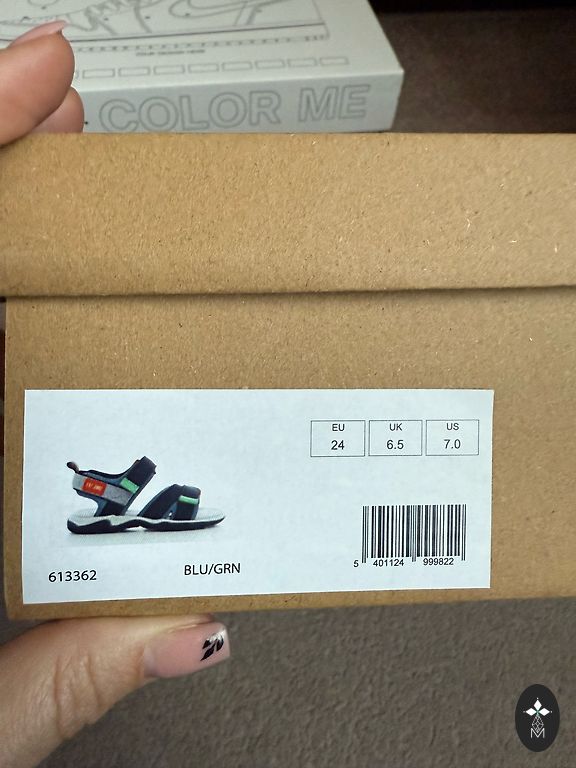 COLOR ME
EU UK US
24 6.5 7.0
613362 BLU/GRN
5 401124 999822
M